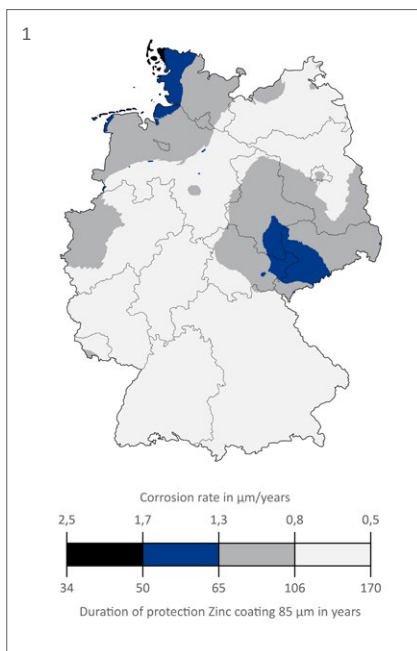 1
Corrosion rate in µm/years
2,5 1,7 1,3 0,8 0,5
34 50 65 106 170
Duration of protection Zinc coating 85 µm in years